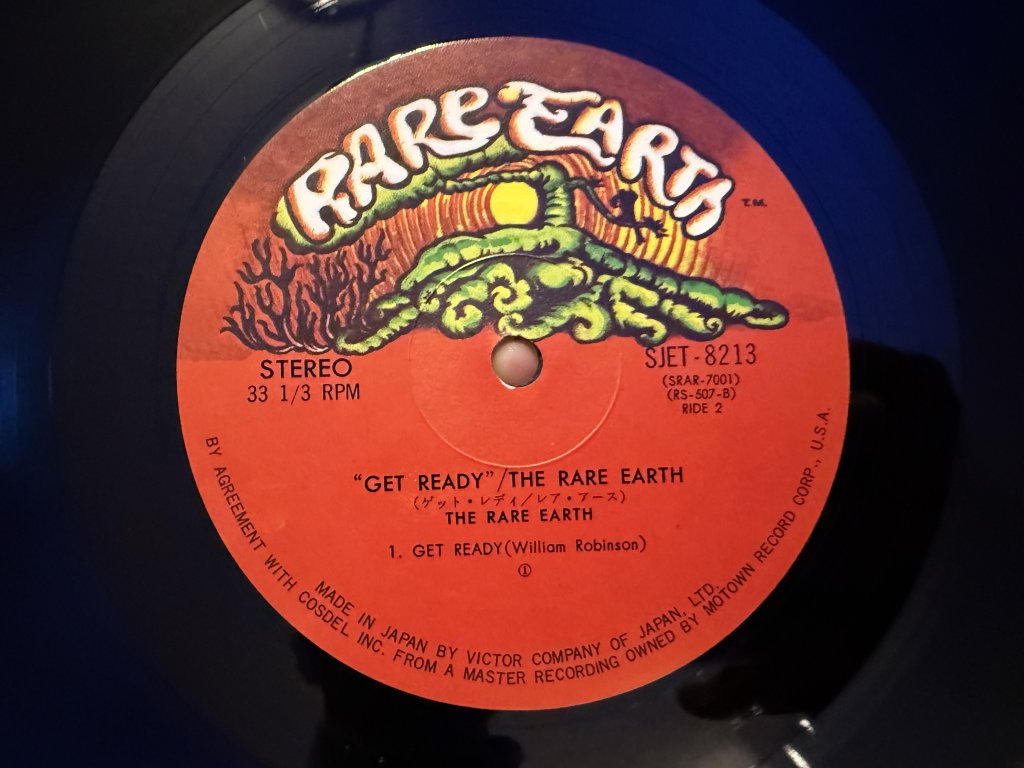 RARE EARTH
T.M.
STEREO
33 1/3 RPM
SJET-8213
(SRAR-7001)
(RS-507-B)
RIDE 2
“GET READY”/THE RARE EARTH
(ゲット・レディ/レア・アース)
THE RARE EARTH
1. GET READY(William Robinson)
①
MADE IN JAPAN BY VICTOR COMPANY OF JAPAN, LTD.
BY AGREEMENT WITH COSDEL INC. FROM A MASTER RECORDING OWNED BY MOTOWN RECORD CORP., U.S.A.